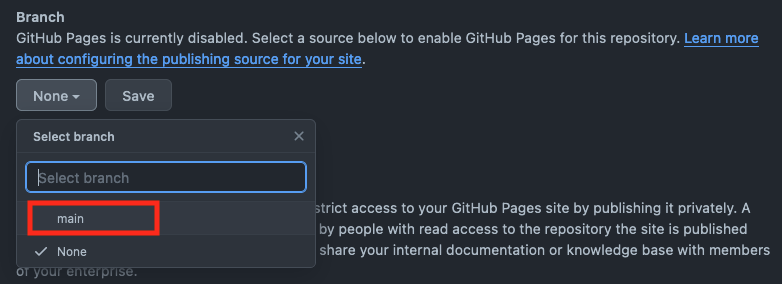 Branch
GitHub Pages is currently disabled. Select a source below to enable GitHub Pages for this repository. Learn more
about configuring the publishing source for your site.
None
Save
Select branch
Select branch
main
None
strict access to your GitHub Pages site by publishing it privately. A
by people with read access to the repository the site is published
share your internal documentation or knowledge base with members
of your enterprise.